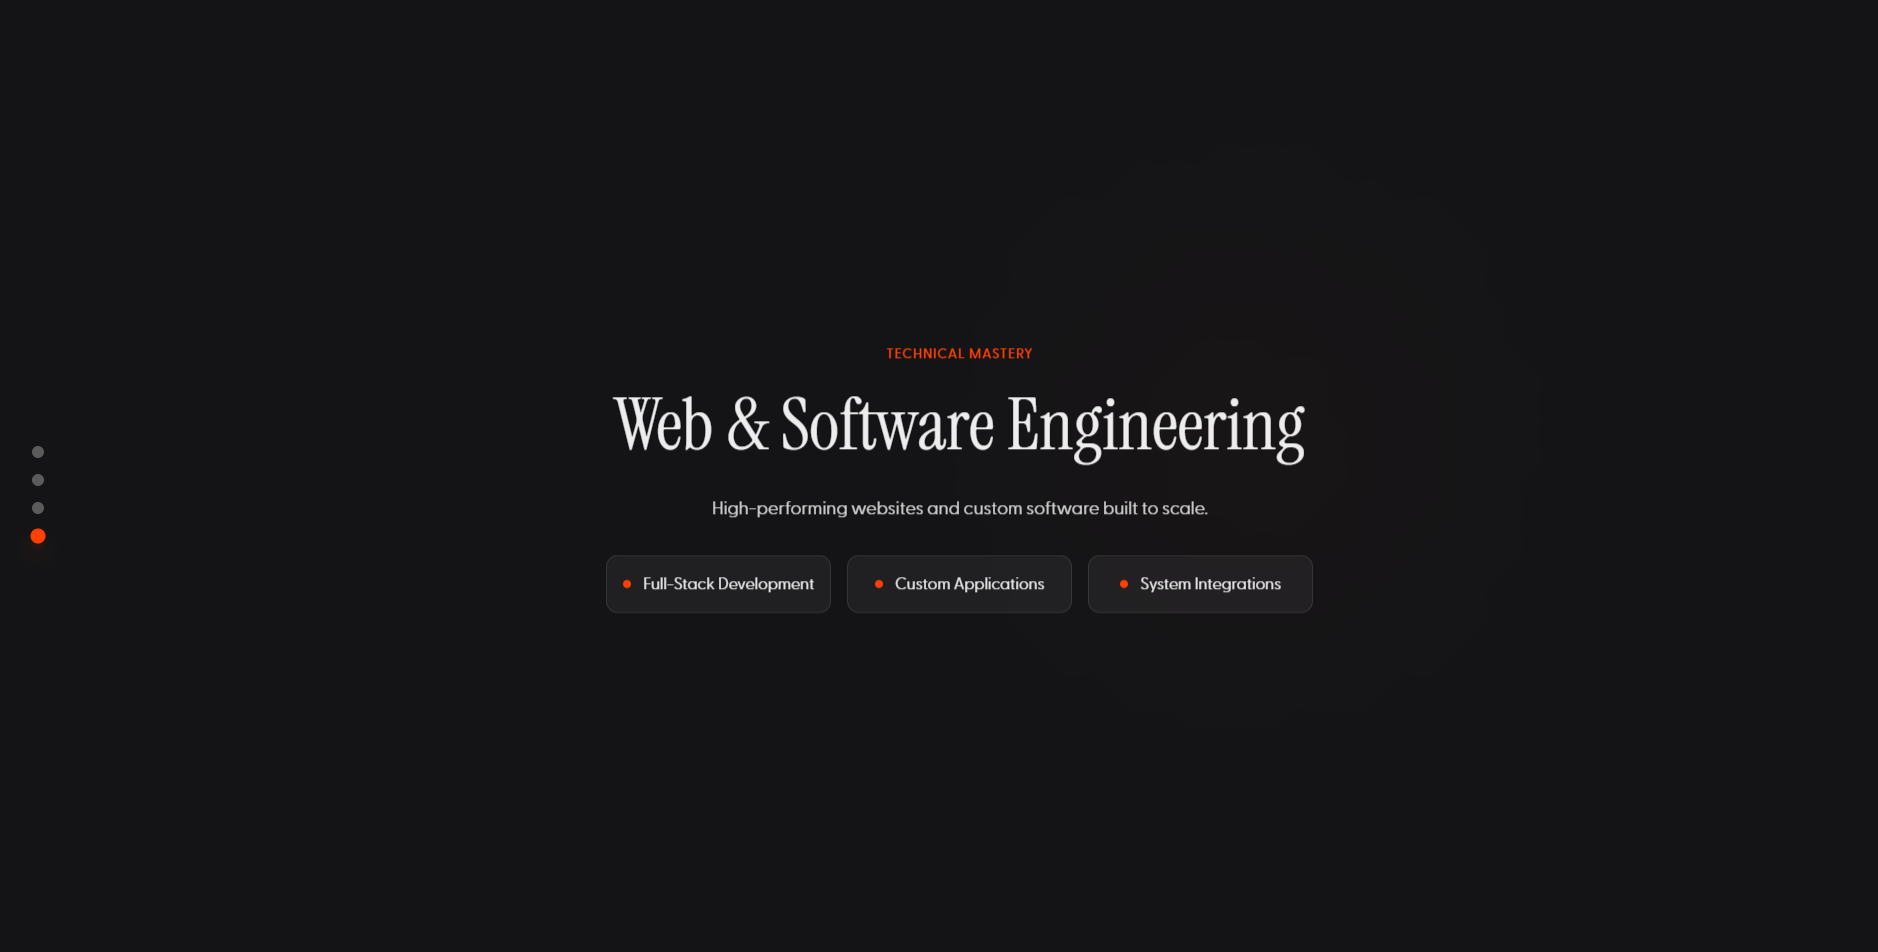 TECHNICAL MASTERY
Web & Software Engineering
High-performing websites and custom software built to scale.
Full-Stack Development
Custom Applications
System Integrations